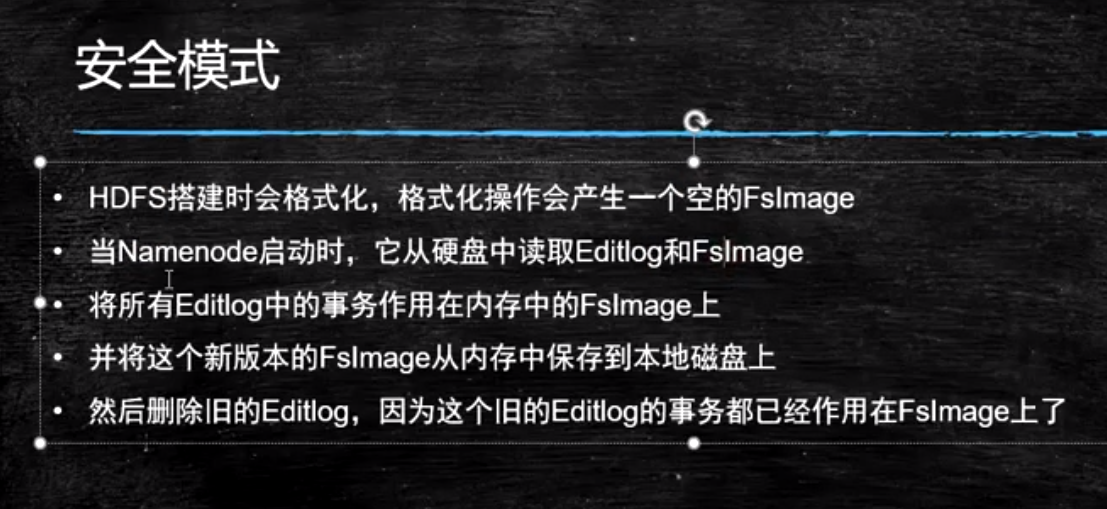 安全模式
• HDFS搭建时会格式化，格式化操作会产生一个空的FsImage
• 当Namenode启动时，它从硬盘中读取Editlog和FsImage
• 将所有Editlog中的事务作用在内存中的FsImage上
• 并将这个新版本的FsImage从内存中保存到本地磁盘上
• 然后删除旧的Editlog，因为这个旧的Editlog的事务都已经作用在FsImage上了